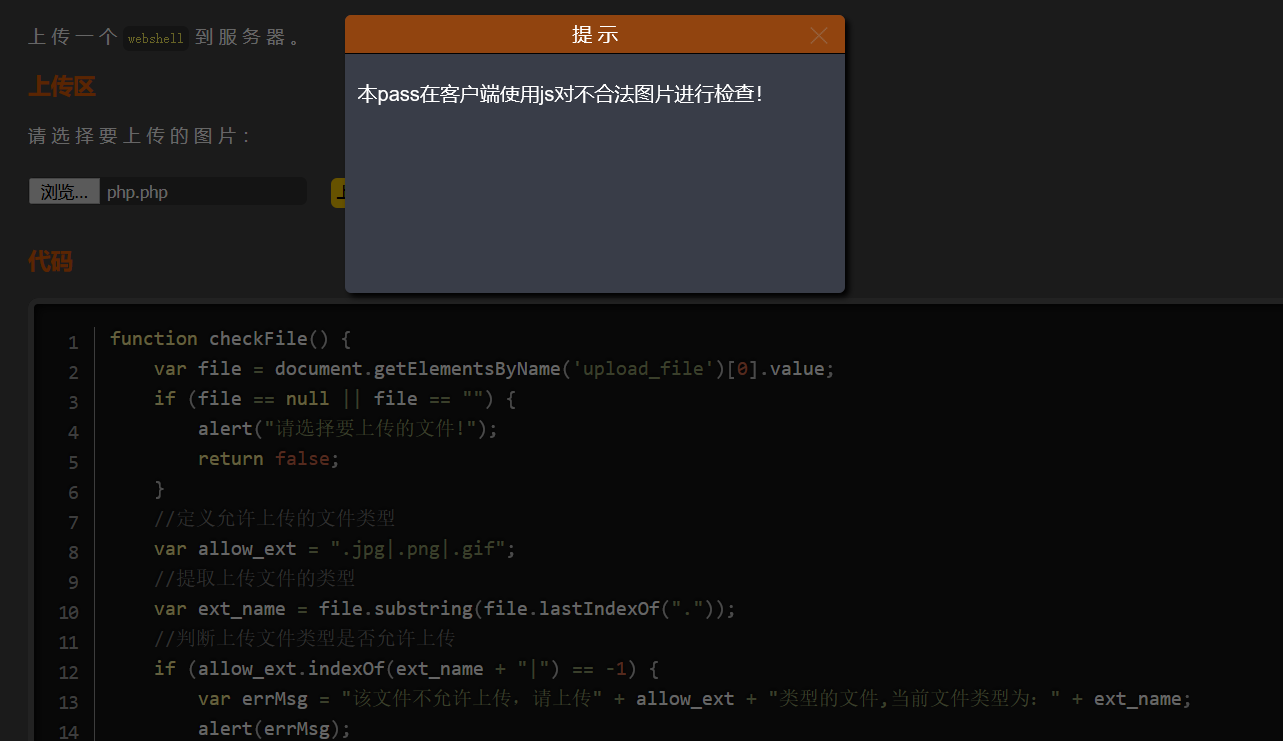 上传一个 webshell 到服务器。
提示
本pass在客户端使用js对不合法图片进行检查！
上传区
请选择要上传的图片：
浏览... php.php
代码
1 function checkFile() {
2 var file = document.getElementsByName('upload_file')[0].value;
3 if (file == null || file == "") {
4 alert("请选择要上传的文件!");
5 return false;
6 }
7 //定义允许上传的文件类型
8 var allow_ext = ".jpg|.png|.gif";
9 //提取上传文件的类型
10 var ext_name = file.substring(file.lastIndexOf("."));
11 //判断上传文件类型是否允许上传
12 if (allow_ext.indexOf(ext_name + "|") == -1) {
13 var errMsg = "该文件不允许上传，请上传" + allow_ext + "类型的文件,当前文件类型为：" + ext_name;
14 alert(errMsg);